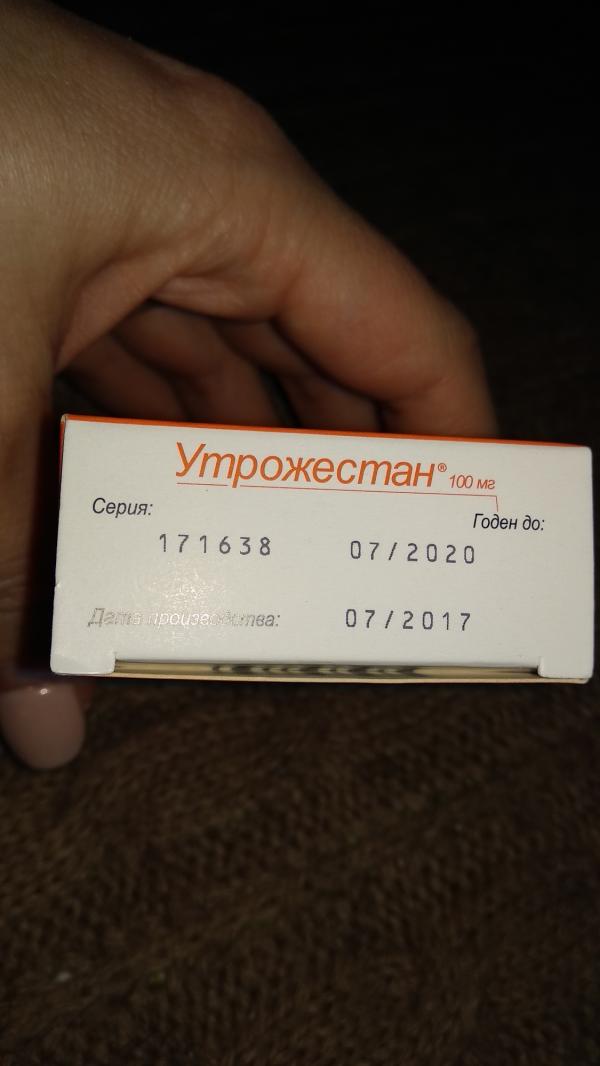 Утрожестан® 100 мг
Серия: Годен до:
171638 07/2020
Дата производства: 07/2017